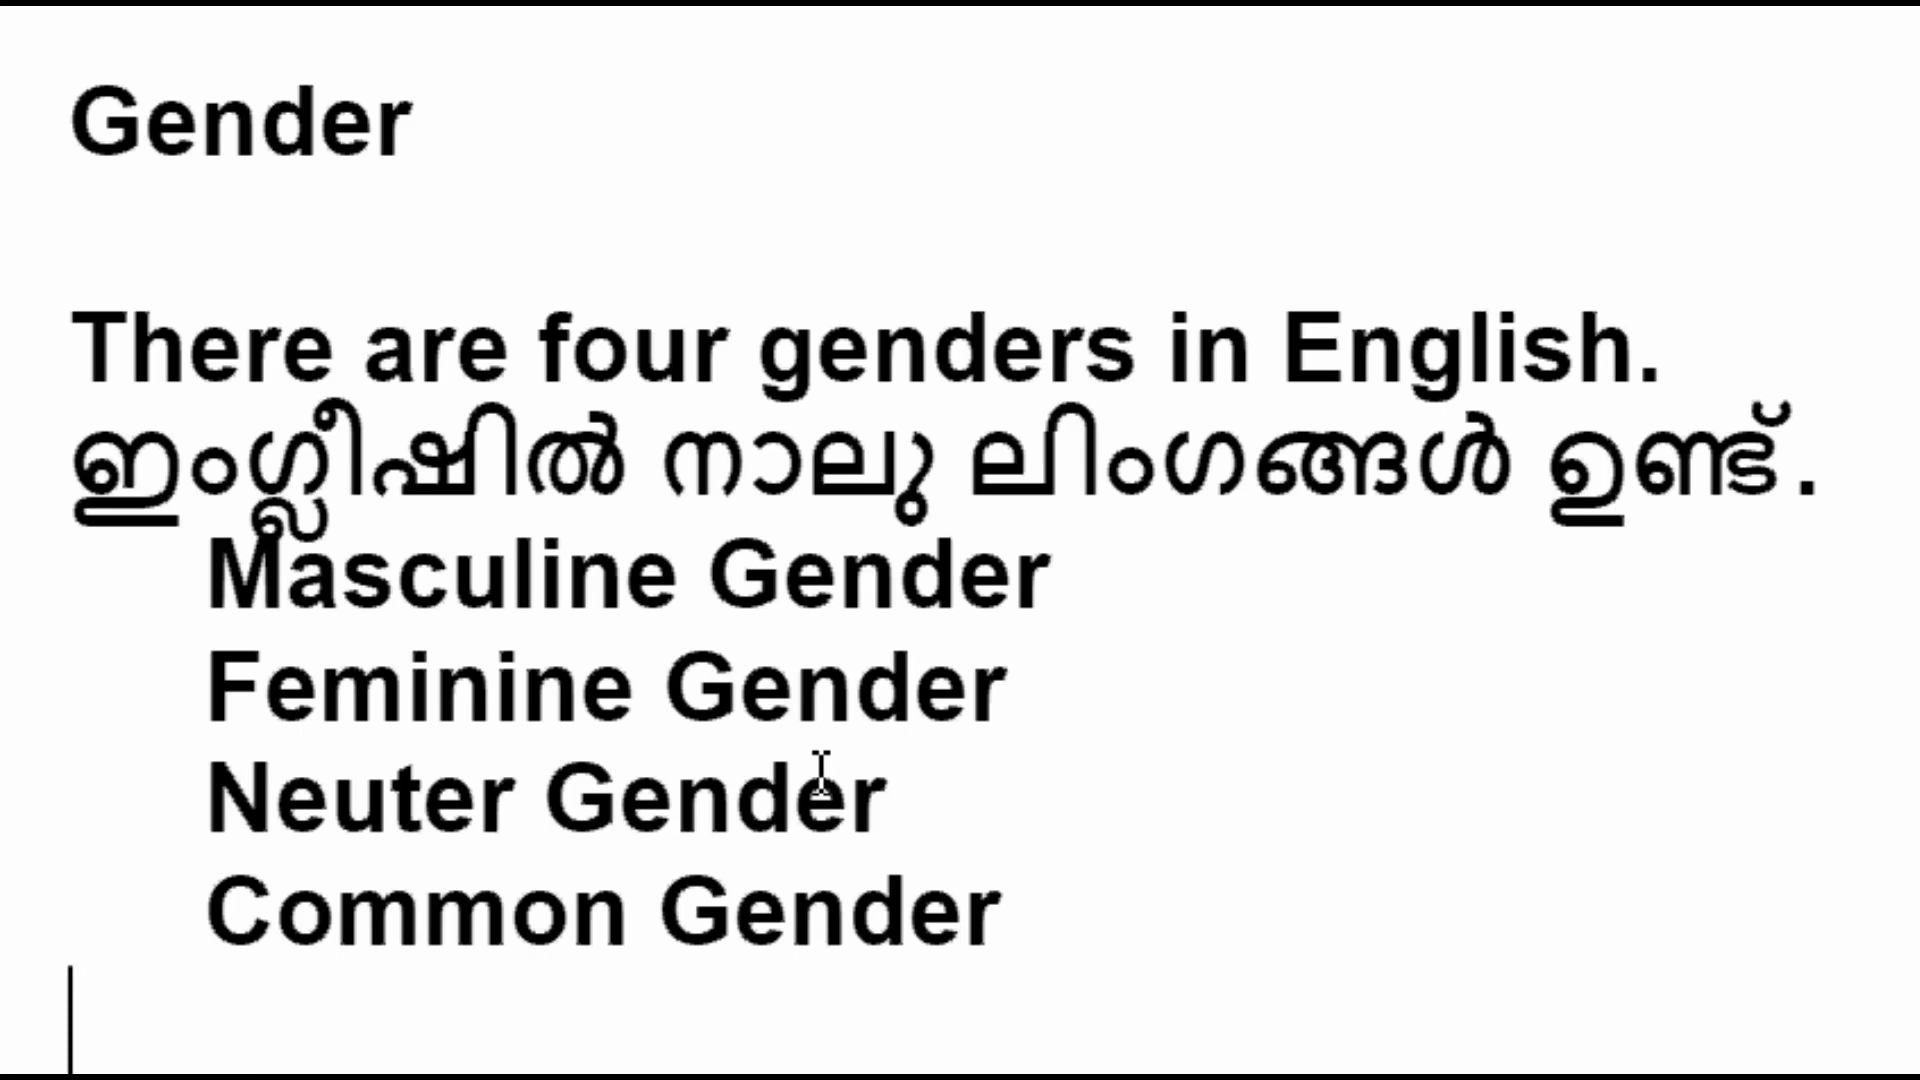 Gender
There are four genders in English.
ഇംഗ്ലീഷിൽ നാലു ലിംഗങ്ങൾ ഉണ്ട്.
Masculine Gender
Feminine Gender
Neuter Gender
Common Gender